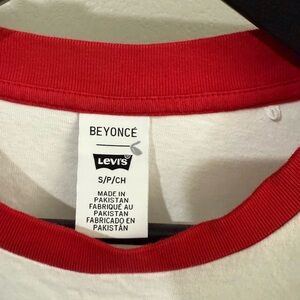 BEYONCÉ
Levi's
S/P/CH
MADE IN
PAKISTAN
FABRIQUÉ AU
PAKISTAN
FABRICADO EN
PAKISTÁN